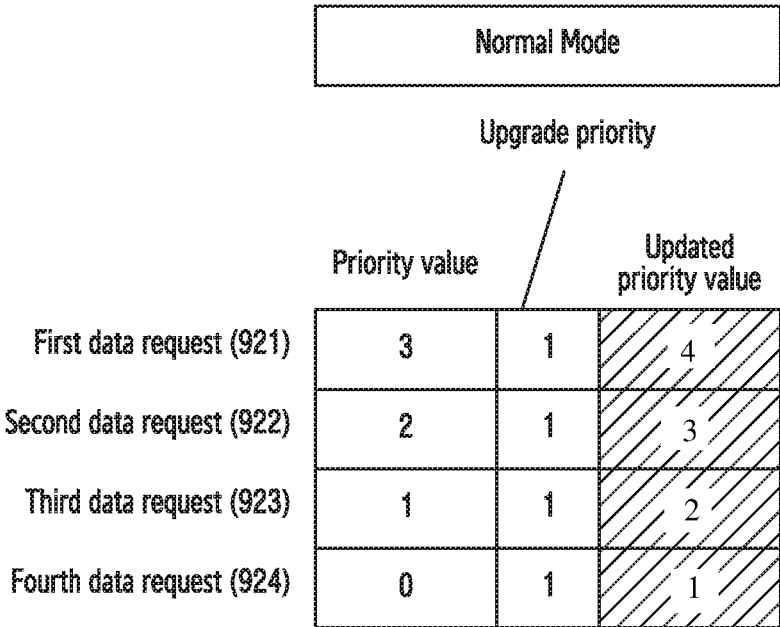 Normal Mode
Upgrade priority
Priority value
Updated
priority value
First data request (921) 3 1 4
Second data request (922) 2 1 3
Third data request (923) 1 1 2
Fourth data request (924) 0 1 1